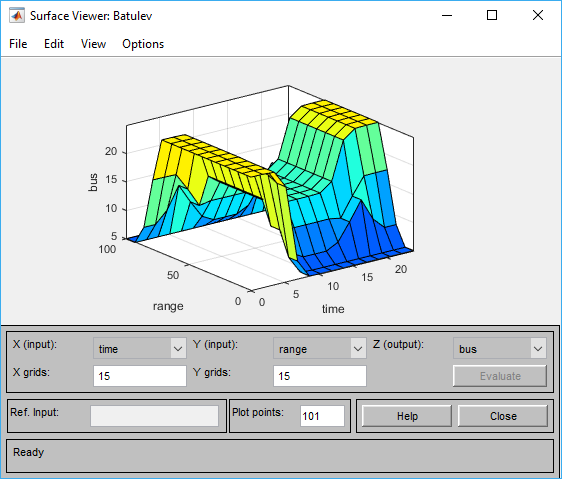 Surface Viewer: Batulev
File Edit View Options
20
15
10
5
bus
100
50
0
range
0
5
10
15
20
time
X (input): time Y (input): range Z (output): bus
X grids: 15 Y grids: 15 Evaluate
Ref. Input: Plot points: 101 Help Close
Ready